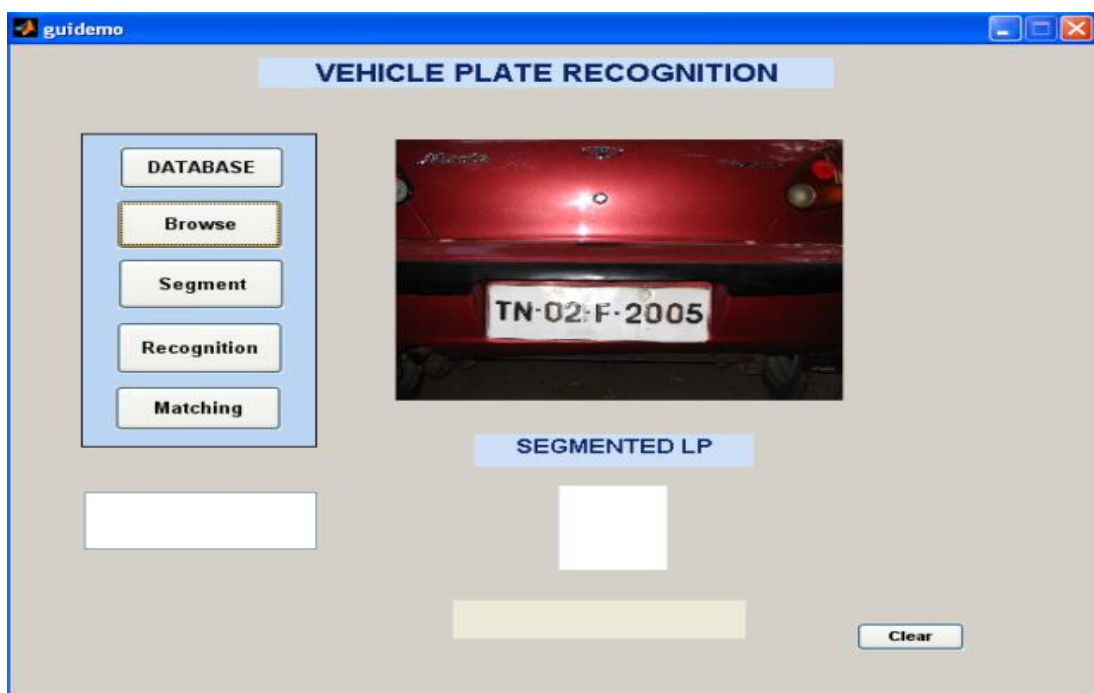 guidemo
VEHICLE PLATE RECOGNITION
DATABASE
Browse
Segment
Recognition
Matching
TN·02·F·2005
SEGMENTED LP
Clear